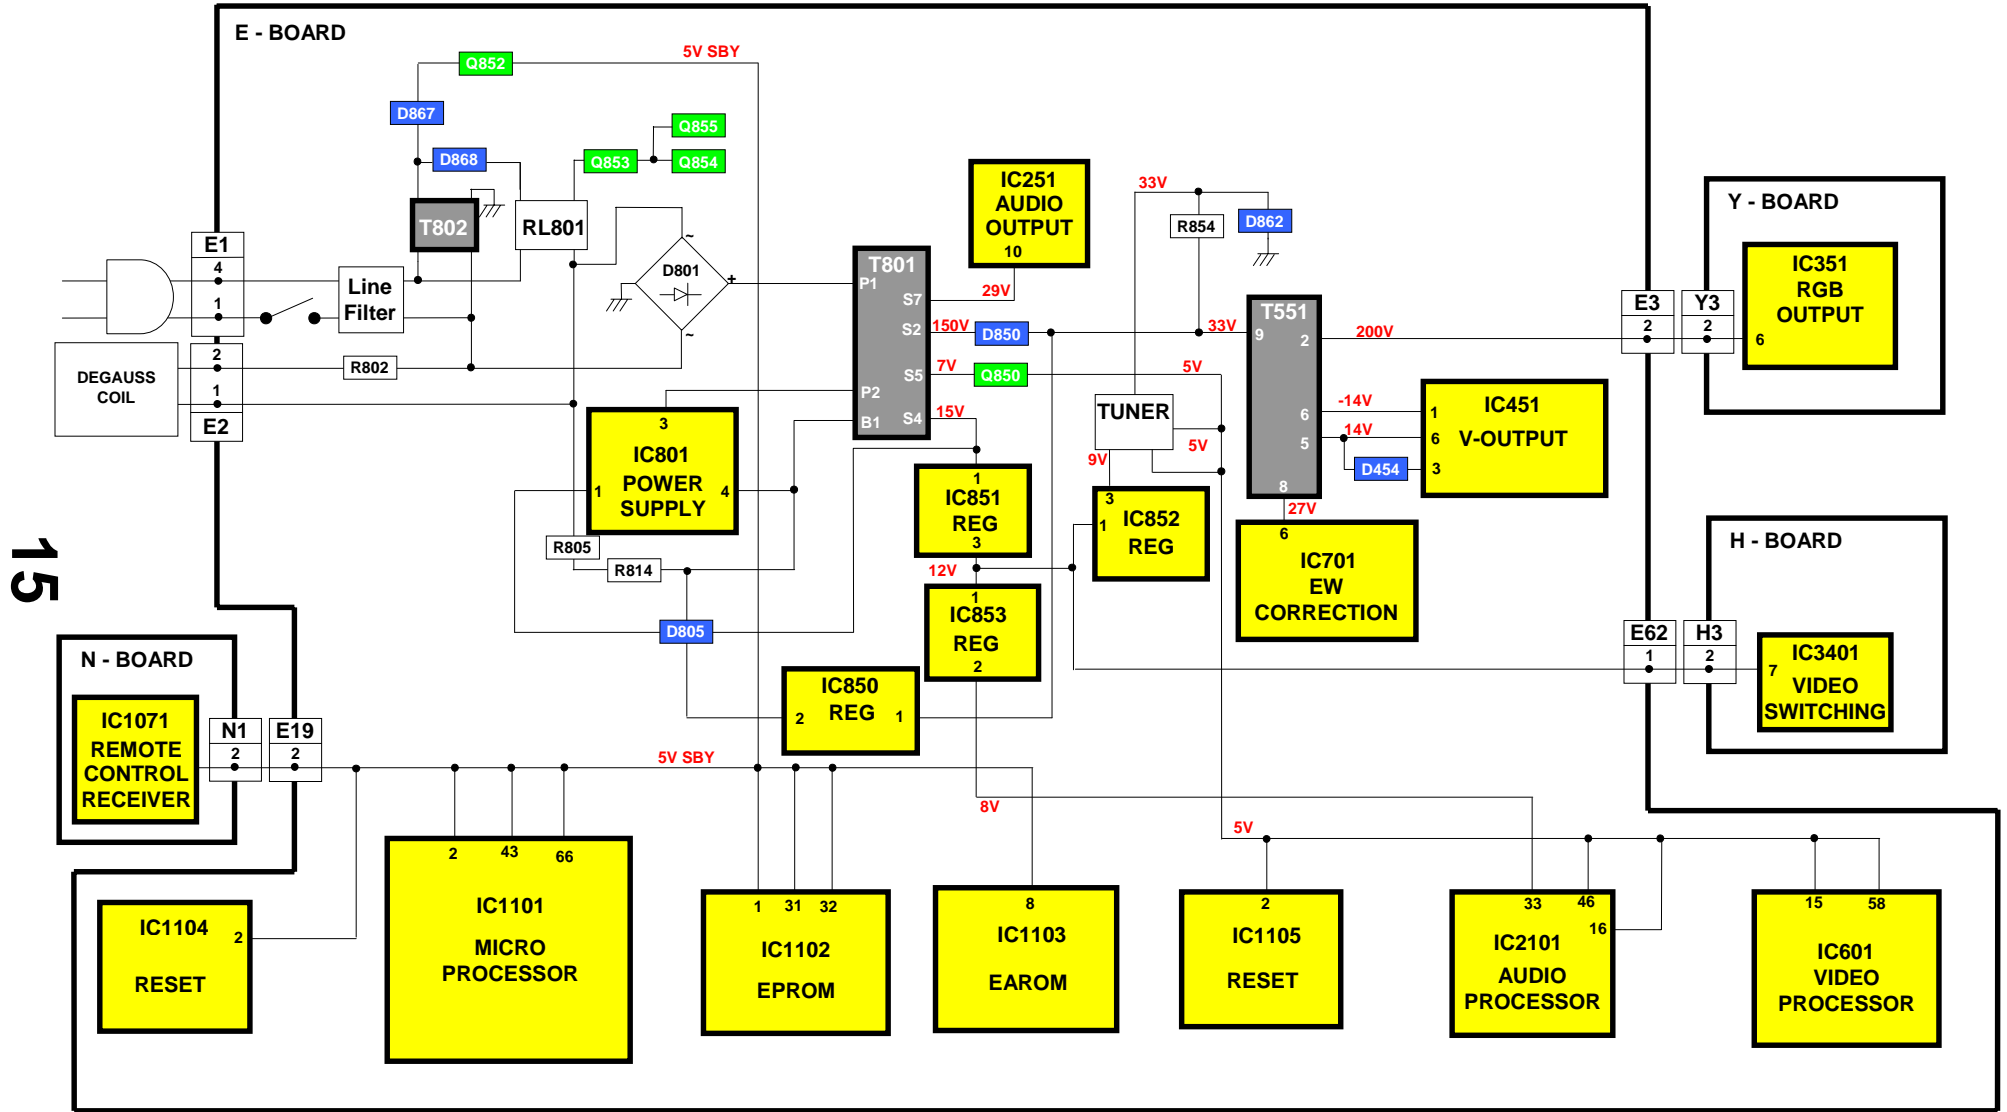 E - BOARD
5V SBY
Q852
D867
Q855
D868
Q853
Q854
T802
RL801
E1
4
1
Line
Filter
D801
~
+
~
DEGAUSS
COIL
2
1
E2
R802
T801
P1
S7
S2
S5
P2
S4
B1
29V
150V
7V
15V
D850
Q850
IC251
AUDIO
OUTPUT
10
33V
R854
D862
33V
5V
TUNER
5V
9V
T551
9
2
6
5
8
200V
-14V
14V
27V
D454
IC451
V-OUTPUT
1
6
3
E3
2
Y3
2
Y - BOARD
IC351
RGB
OUTPUT
6
3
IC801
POWER
SUPPLY
1
4
R805
R814
D805
1
IC851
REG
3
12V
1
IC853
REG
2
3
1
IC852
REG
6
IC701
EW
CORRECTION
H - BOARD
E62
1
H3
2
IC3401
7
VIDEO
SWITCHING
15
N - BOARD
IC1071
REMOTE
CONTROL
RECEIVER
N1
2
E19
2
IC850
REG
2
1
5V SBY
8V
5V
IC1104
2
RESET
2
43
66
IC1101
MICRO
PROCESSOR
1
31
32
IC1102
EPROM
8
IC1103
EAROM
2
IC1105
RESET
33
46
16
IC2101
AUDIO
PROCESSOR
15
58
IC601
VIDEO
PROCESSOR